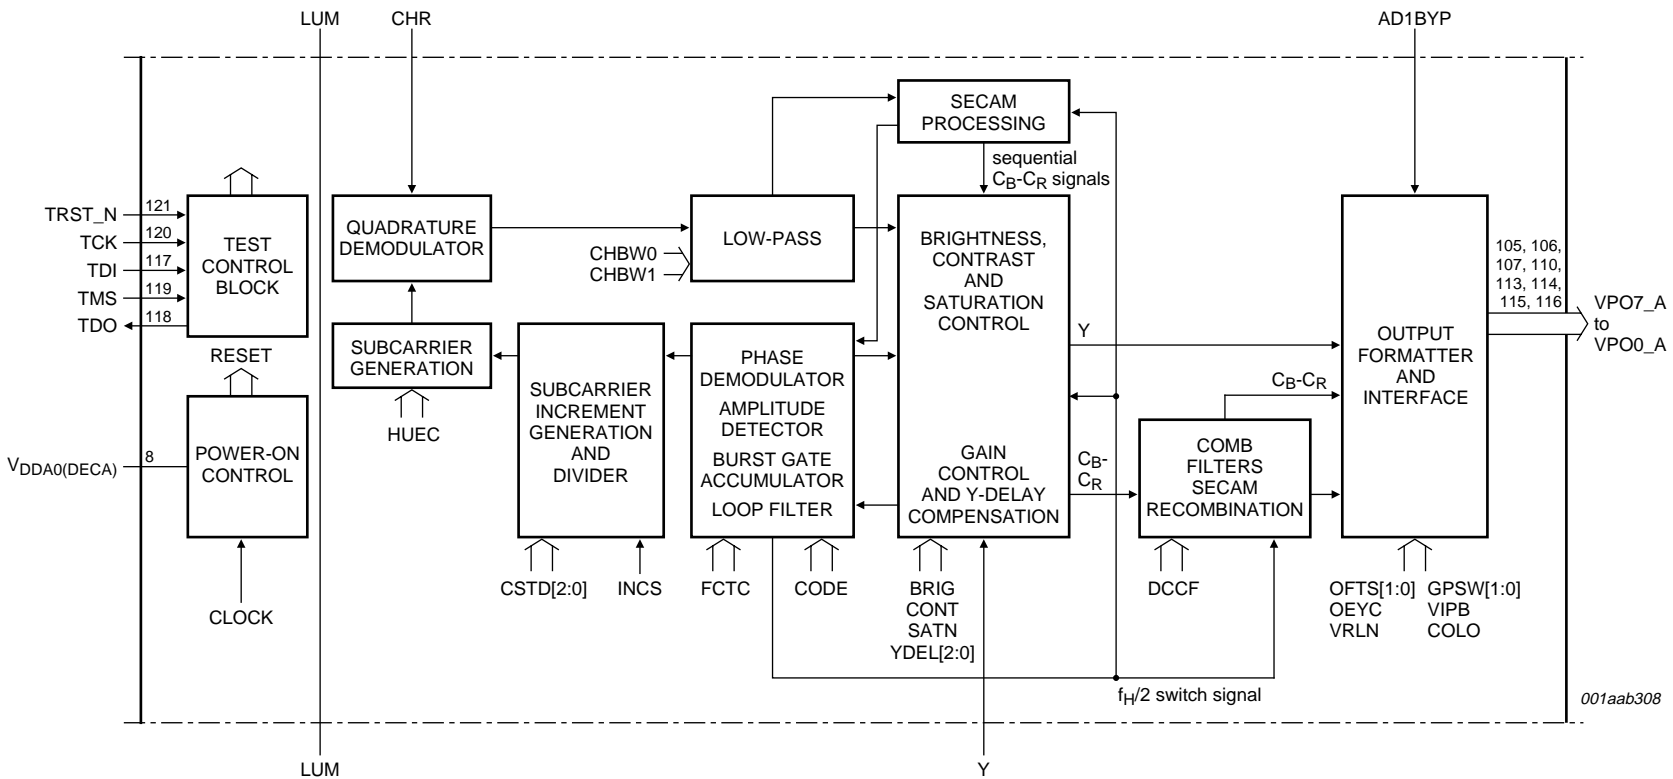 LUM
CHR
AD1BYP
SECAM
PROCESSING
sequential
CB-CR signals
TRST_N
121
TCK
120
TDI
117
TMS
119
TDO
118
TEST
CONTROL
BLOCK
QUADRATURE
DEMODULATOR
LOW-PASS
CHBW0
CHBW1
BRIGHTNESS,
CONTRAST
AND
SATURATION
CONTROL
GAIN
CONTROL
AND Y-DELAY
COMPENSATION
105, 106,
107, 110,
113, 114,
115, 116
VPO7_A
to
VPO0_A
OUTPUT
FORMATTER
AND
INTERFACE
RESET
SUBCARRIER
GENERATION
HUEC
SUBCARRIER
INCREMENT
GENERATION
AND
DIVIDER
PHASE
DEMODULATOR
AMPLITUDE
DETECTOR
BURST GATE
ACCUMULATOR
LOOP FILTER
Y
CB-CR
CB-
CR
COMB
FILTERS
SECAM
RECOMBINATION
VDDA0(DECA)
8
POWER-ON
CONTROL
CLOCK
CSTD[2:0]
INCS
FCTC
CODE
BRIG
CONT
SATN
YDEL[2:0]
DCCF
OFTS[1:0]
OEYC
VRLN
GPSW[1:0]
VIPB
COLO
fH/2 switch signal
001aab308
LUM
Y